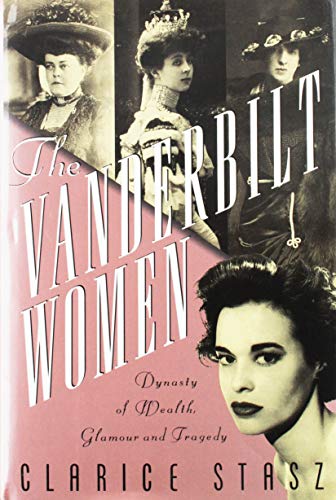 The
VANDERBILT
WOMEN
Dynasty
of Wealth,
Glamour and Tragedy
CLARICE STASZ